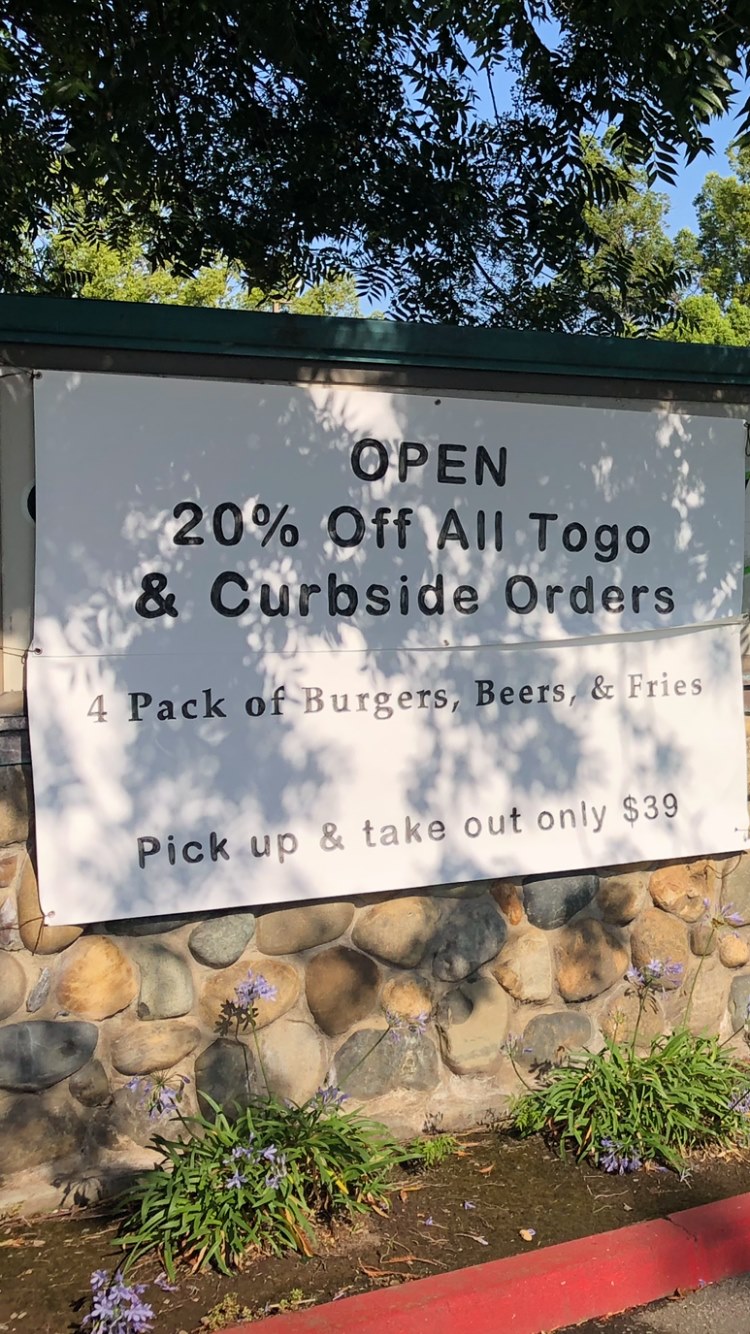 OPEN
20% Off All Togo
& Curbside Orders
4 Pack of Burgers, Beers, & Fries
Pick up & take out only $39